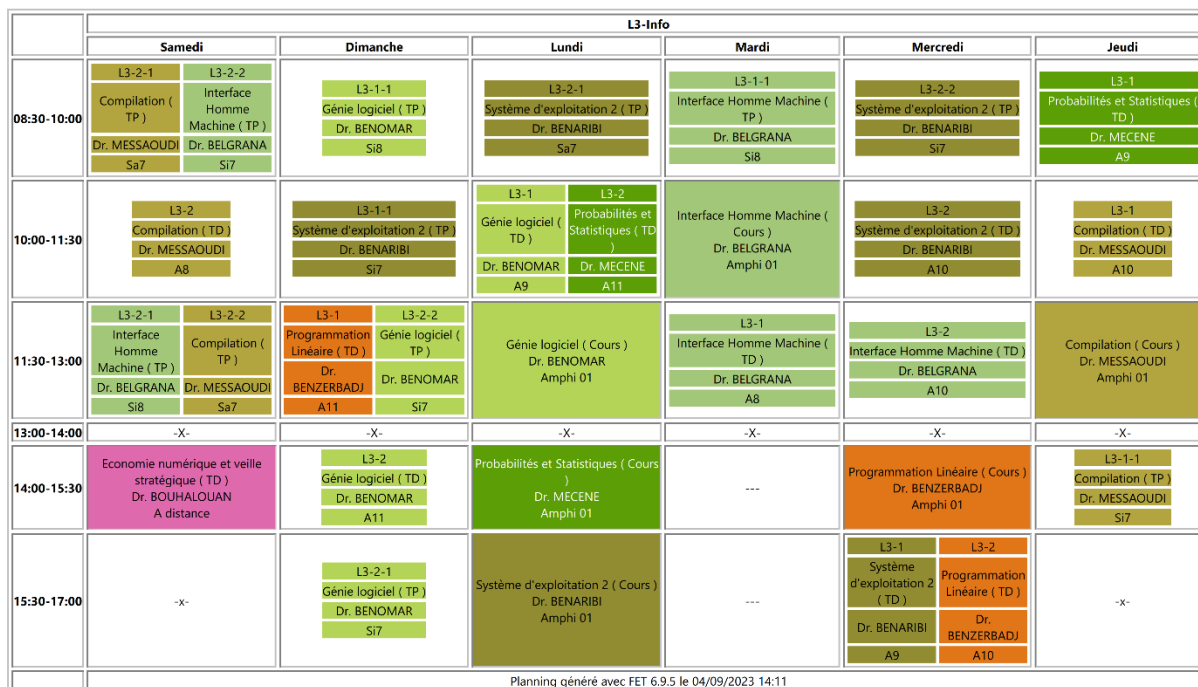 L3-Info
Samedi Dimanche Lundi Mardi Mercredi Jeudi
08:30-10:00
L3-2-1
Compilation (
TP )
Dr. MESSAOUDI
Sa7
L3-2-2
Interface
Homme
Machine ( TP )
Dr. BELGRANA
Si7
L3-1-1
Génie logiciel ( TP )
Dr. BENOMAR
Si8
L3-2-1
Système d'exploitation 2 ( TP )
Dr. BENARIBI
Sa7
L3-1-1
Interface Homme Machine (
TP )
Dr. BELGRANA
Si8
L3-2-2
Système d'exploitation 2 ( TP )
Dr. BENARIBI
Si7
L3-1
Probabilités et Statistiques (
TD )
Dr. MECENE
A9
10:00-11:30
L3-2
Compilation ( TD )
Dr. MESSAOUDI
A8
L3-1-1
Système d'exploitation 2 ( TP )
Dr. BENARIBI
Si7
L3-1
Génie logiciel (
TD )
Dr. BENOMAR
A9
L3-2
Probabilités et
Statistiques ( TD
)
Dr. MECENE
A11
Interface Homme Machine (
Cours )
Dr. BELGRANA
Amphi 01
L3-2
Système d'exploitation 2 ( TD )
Dr. BENARIBI
A10
L3-1
Compilation ( TD )
Dr. MESSAOUDI
A10
11:30-13:00
L3-2-1
Interface
Homme
Machine ( TP )
Dr. BELGRANA
Si8
L3-2-2
Compilation (
TP )
Dr. MESSAOUDI
Sa7
L3-1
Programmation
Linéaire ( TD )
Dr.
BENZERBADJ
A11
L3-2-2
Génie logiciel (
TP )
Dr. BENOMAR
Si7
Génie logiciel ( Cours )
Dr. BENOMAR
Amphi 01
L3-1
Interface Homme Machine (
TD )
Dr. BELGRANA
A8
L3-2
Interface Homme Machine ( TD )
Dr. BELGRANA
A10
Compilation ( Cours )
Dr. MESSAOUDI
Amphi 01
13:00-14:00 -X- -X- -X- -X- -X- -X-
14:00-15:30
Economie numérique et veille
stratégique ( TD )
Dr. BOUHALOUAN
A distance
L3-2
Génie logiciel ( TD )
Dr. BENOMAR
A11
Probabilités et Statistiques ( Cours
)
Dr. MECENE
Amphi 01
---
Programmation Linéaire ( Cours )
Dr. BENZERBADJ
Amphi 01
L3-1-1
Compilation ( TP )
Dr. MESSAOUDI
Si7
15:30-17:00
-x-
L3-2-1
Génie logiciel ( TP )
Dr. BENOMAR
Si7
Système d'exploitation 2 ( Cours )
Dr. BENARIBI
Amphi 01
---
L3-1
Système
d'exploitation 2
( TD )
Dr. BENARIBI
A9
L3-2
Programmation
Linéaire ( TD )
Dr.
BENZERBADJ
A10
-x-
Planning généré avec FET 6.9.5 le 04/09/2023 14:11